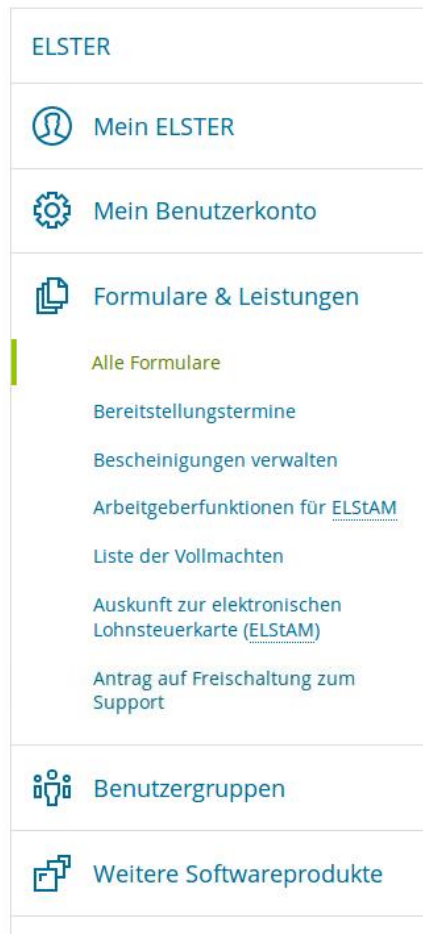 ELSTER
Mein ELSTER
Mein Benutzerkonto
Formulare & Leistungen
Alle Formulare
Bereitstellungstermine
Bescheinigungen verwalten
Arbeitgeberfunktionen für ELStAM
Liste der Vollmachten
Auskunft zur elektronischen
Lohnsteuerkarte (ELStAM)
Antrag auf Freischaltung zum
Support
Benutzergruppen
Weitere Softwareprodukte